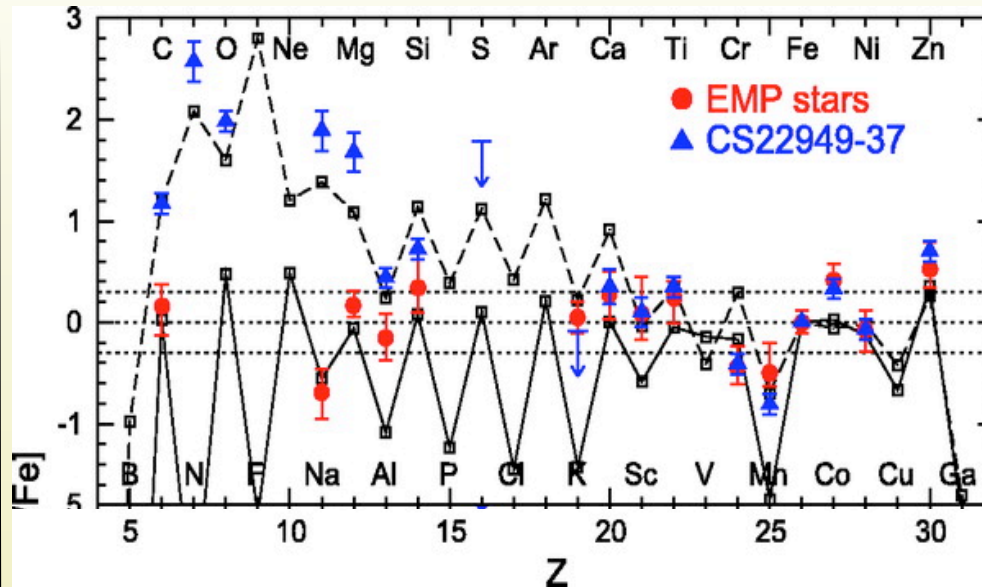 3
C O Ne Mg Si S Ar Ca Ti Cr Fe Ni Zn
EMP stars
2
CS22949-37
1
0
-1
B N F Na Al P Cl K Sc V Mn Co Cu Ga
/Fe]
5
5 10 15 20 25 30
Z